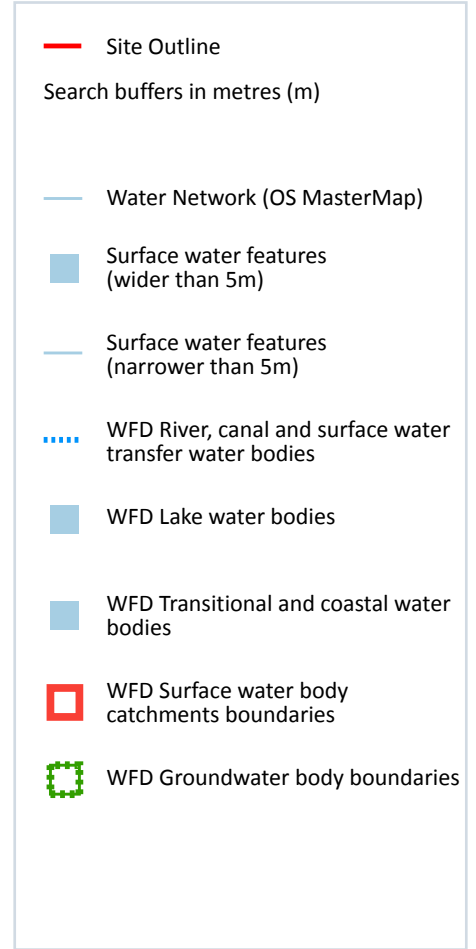 Site Outline
Search buffers in metres (m)
Water Network (OS MasterMap)
Surface water features
(wider than 5m)
Surface water features
(narrower than 5m)
WFD River, canal and surface water
transfer water bodies
WFD Lake water bodies
WFD Transitional and coastal water
bodies
WFD Surface water body
catchments boundaries
WFD Groundwater body boundaries